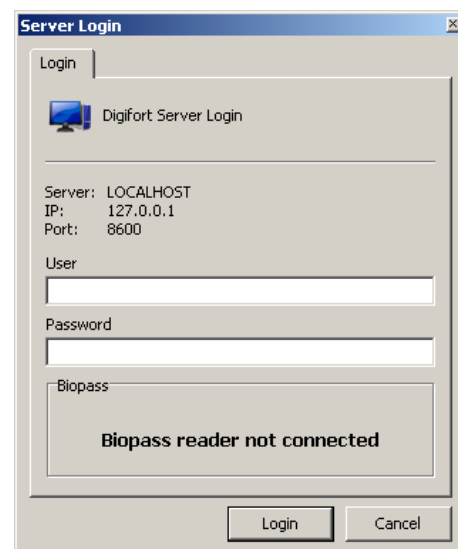 Server Login
Login
Digifort Server Login
Server: LOCALHOST
IP: 127.0.0.1
Port: 8600
User
Password
Biopass
Biopass reader not connected
Login Cancel